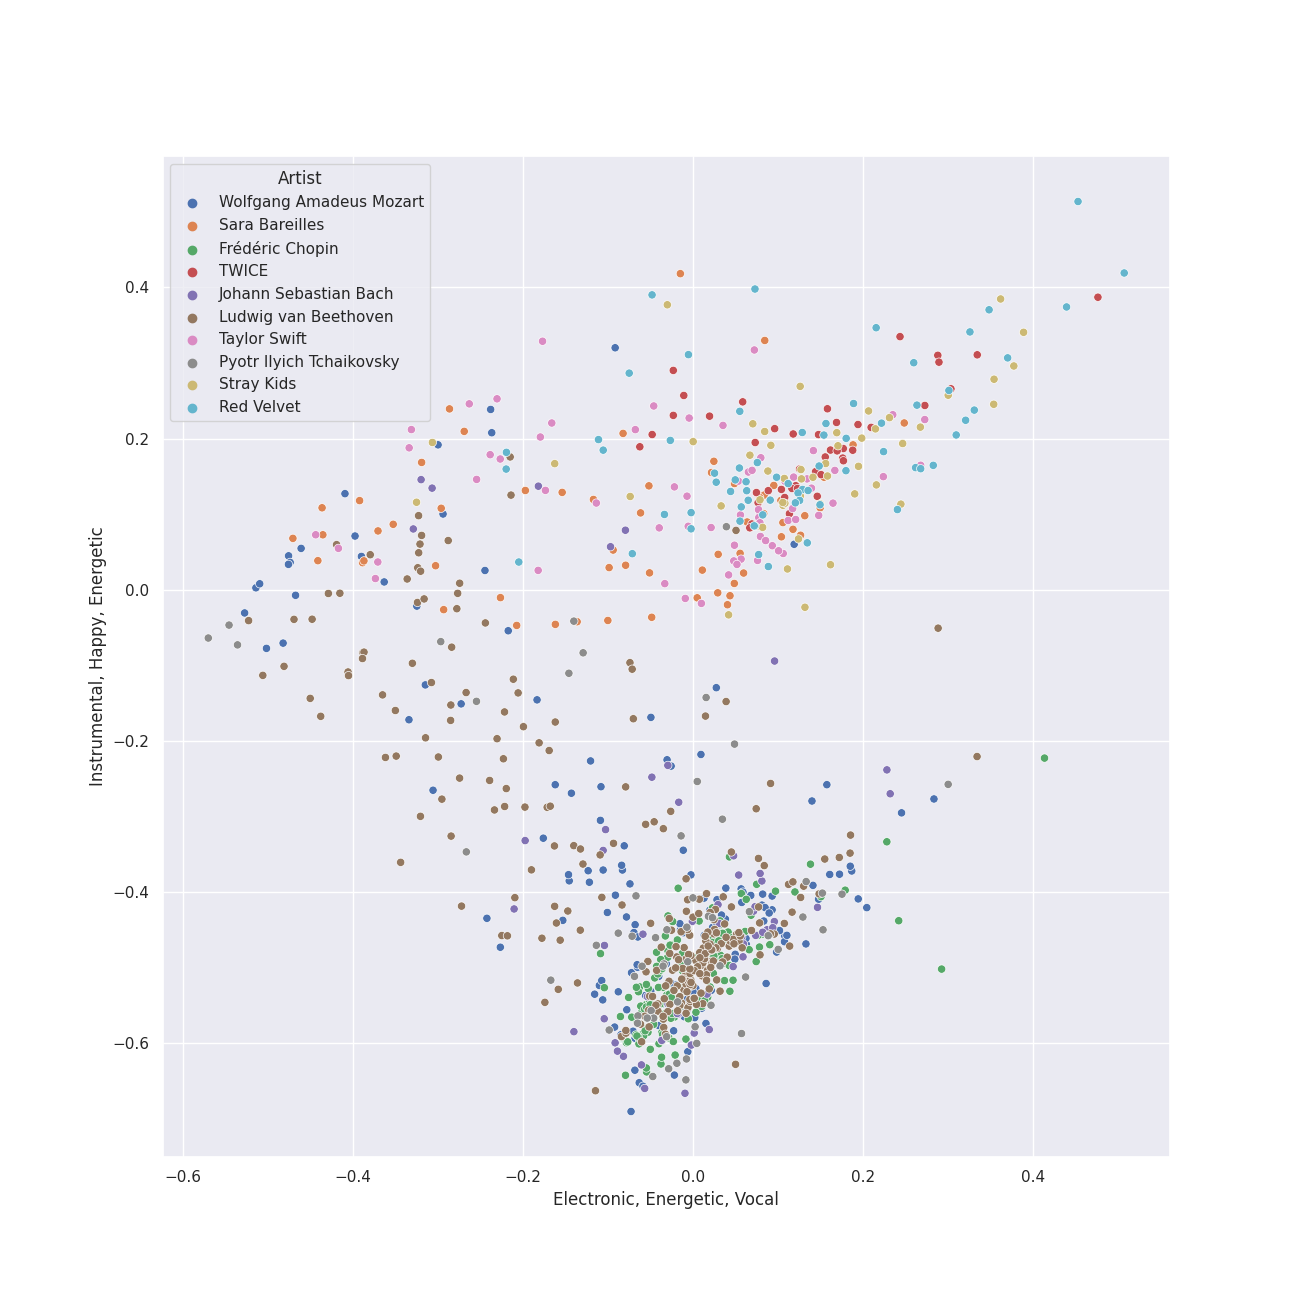 Artist
Wolfgang Amadeus Mozart
Sara Bareilles
Frédéric Chopin
TWICE
Johann Sebastian Bach
Ludwig van Beethoven
Taylor Swift
Pyotr Ilyich Tchaikovsky
Stray Kids
Red Velvet
Instrumental, Happy, Energetic
0.4
0.2
0.0
−0.2
−0.4
−0.6
−0.6
−0.4
−0.2
0.0
0.2
0.4
Electronic, Energetic, Vocal